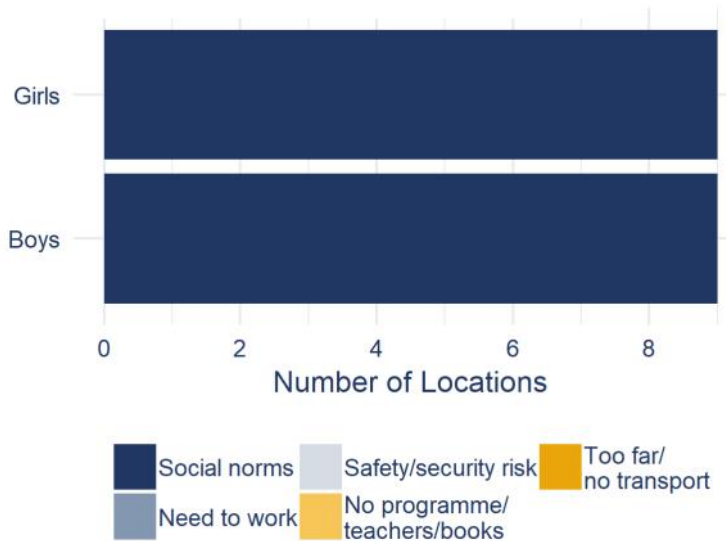 Girls
Boys
0 2 4 6 8
Number of Locations
Social norms
Need to work
Safety/security risk
No programme/
teachers/books
Too far/
no transport